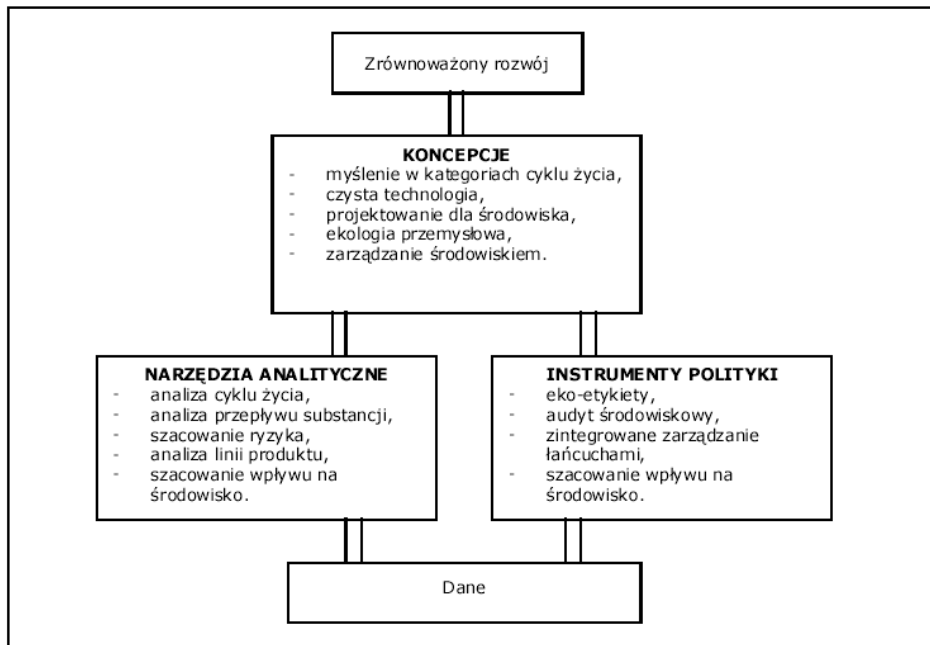 Zrównoważony rozwój
KONCEPCJE
- myślenie w kategoriach cyklu życia,
- czysta technologia,
- projektowanie dla środowiska,
- ekologia przemysłowa,
- zarządzanie środowiskiem.
NARZĘDZIA ANALITYCZNE
- analiza cyklu życia,
- analiza przepływu substancji,
- szacowanie ryzyka,
- analiza linii produktu,
- szacowanie wpływu na
środowisko.
INSTRUMENTY POLITYKI
- eko-etykiety,
- audyt środowiskowy,
- zintegrowane zarządzanie
łańcuchami,
- szacowanie wpływu na
środowisko.
Dane